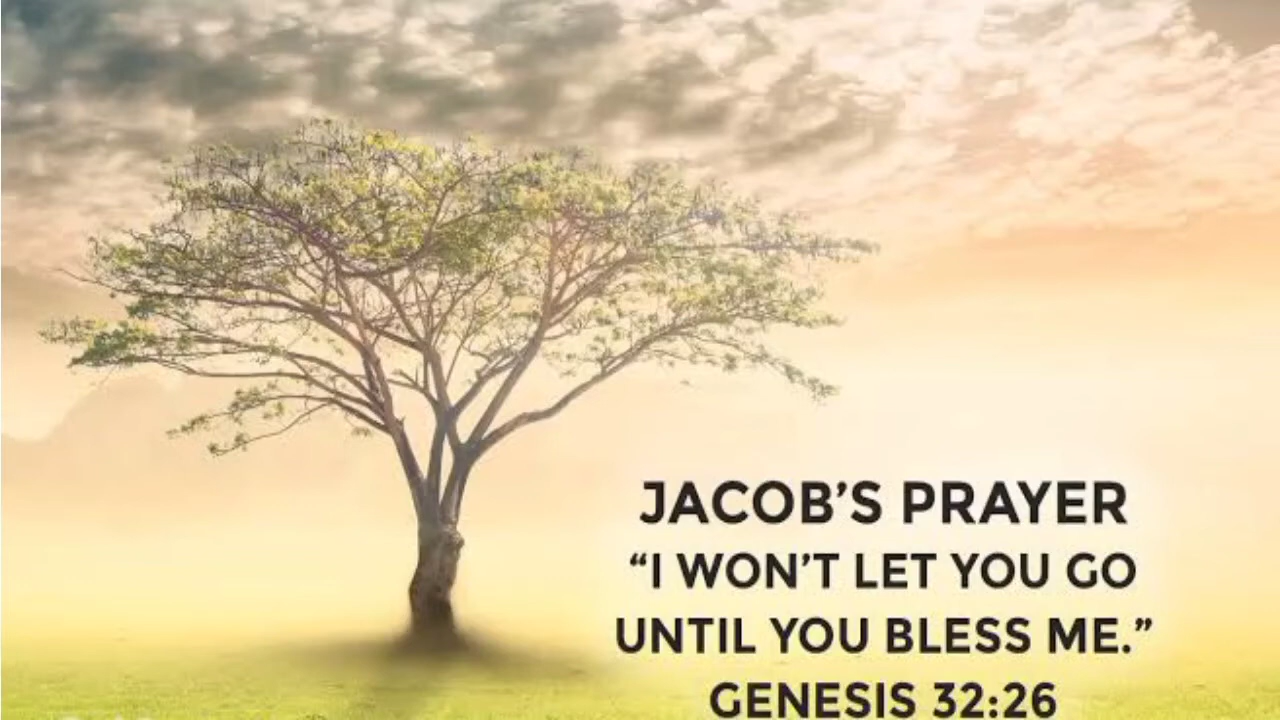 JACOB’S PRAYER
“I WON’T LET YOU GO
UNTIL YOU BLESS ME.”
GENESIS 32:26